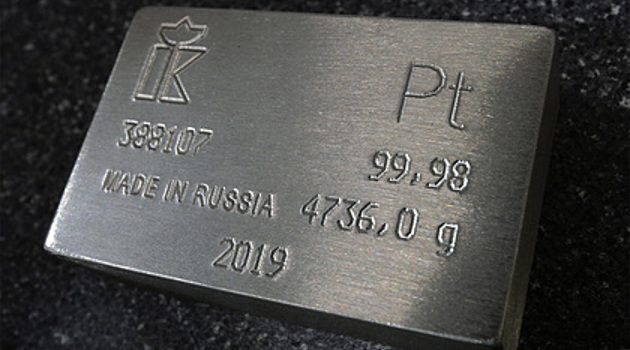 Pt
388107
99,98
MADE IN RUSSIA
4736,0 g
2019